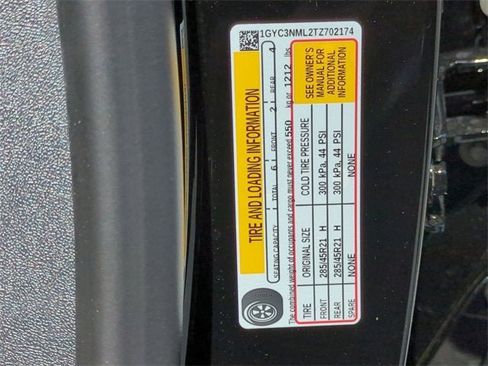 1GYC3NML2TZ702174
TIRE AND LOADING INFORMATION
SEATING CAPACITY TOTAL 6 FRONT 2 REAR 4
The combined weight of occupants and cargo must never exceed 550 kg or 1212 lbs
TIRE ORIGINAL SIZE COLD TIRE PRESSURE
FRONT 285/45R21 H 300 kPa, 44 PSI
REAR 285/45R21 H 300 kPa, 44 PSI
SPARE NONE NONE
SEE OWNER'S
MANUAL FOR
ADDITIONAL
INFORMATION